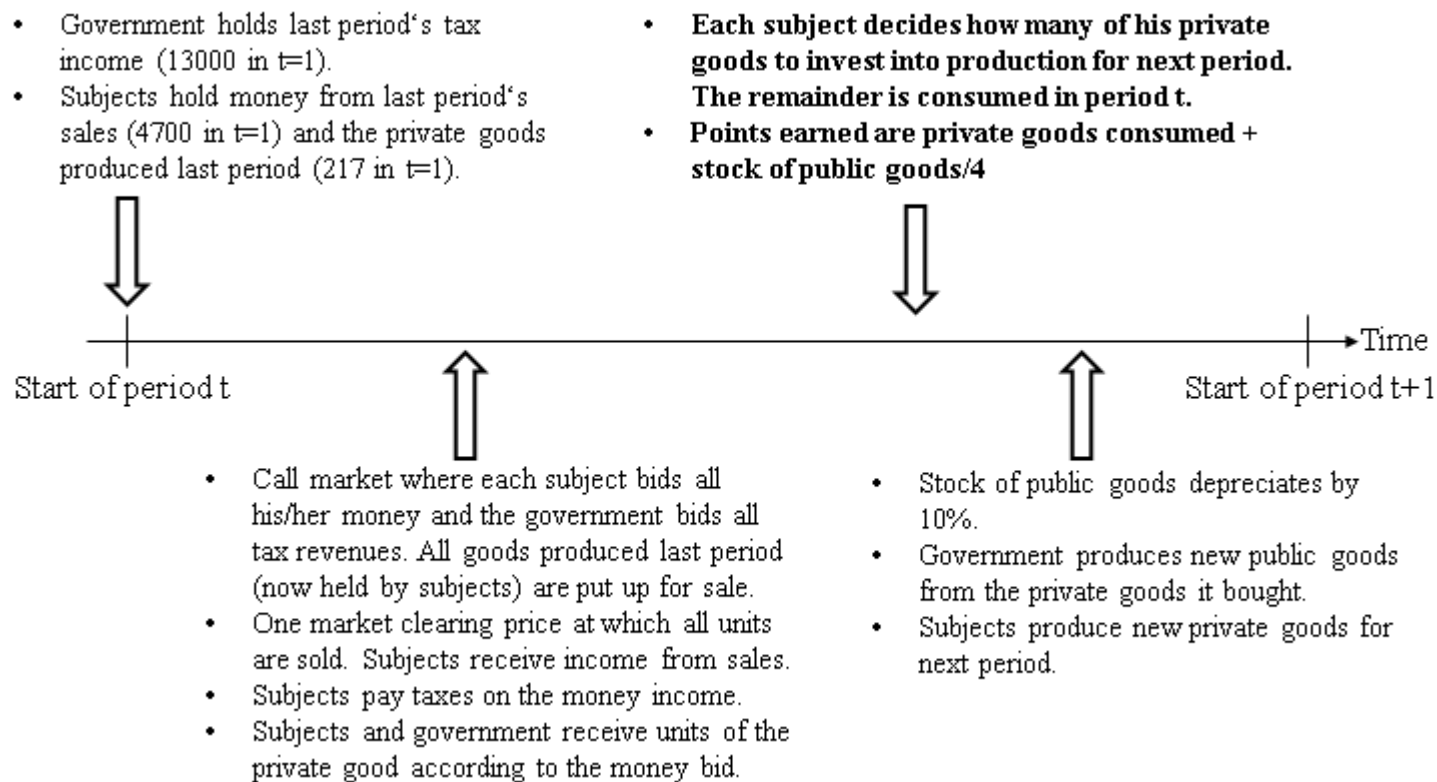 • Government holds last period‘s tax
income (13000 in t=1).
• Subjects hold money from last period‘s
sales (4700 in t=1) and the private goods
produced last period (217 in t=1).
• Each subject decides how many of his private
goods to invest into production for next period.
The remainder is consumed in period t.
• Points earned are private goods consumed +
stock of public goods/4
Time
Start of period t
Start of period t+1
• Call market where each subject bids all
his/her money and the government bids all
tax revenues. All goods produced last period
(now held by subjects) are put up for sale.
• One market clearing price at which all units
are sold. Subjects receive income from sales.
• Subjects pay taxes on the money income.
• Subjects and government receive units of the
private good according to the money bid.
• Stock of public goods depreciates by
10%.
• Government produces new public goods
from the private goods it bought.
• Subjects produce new private goods for
next period.